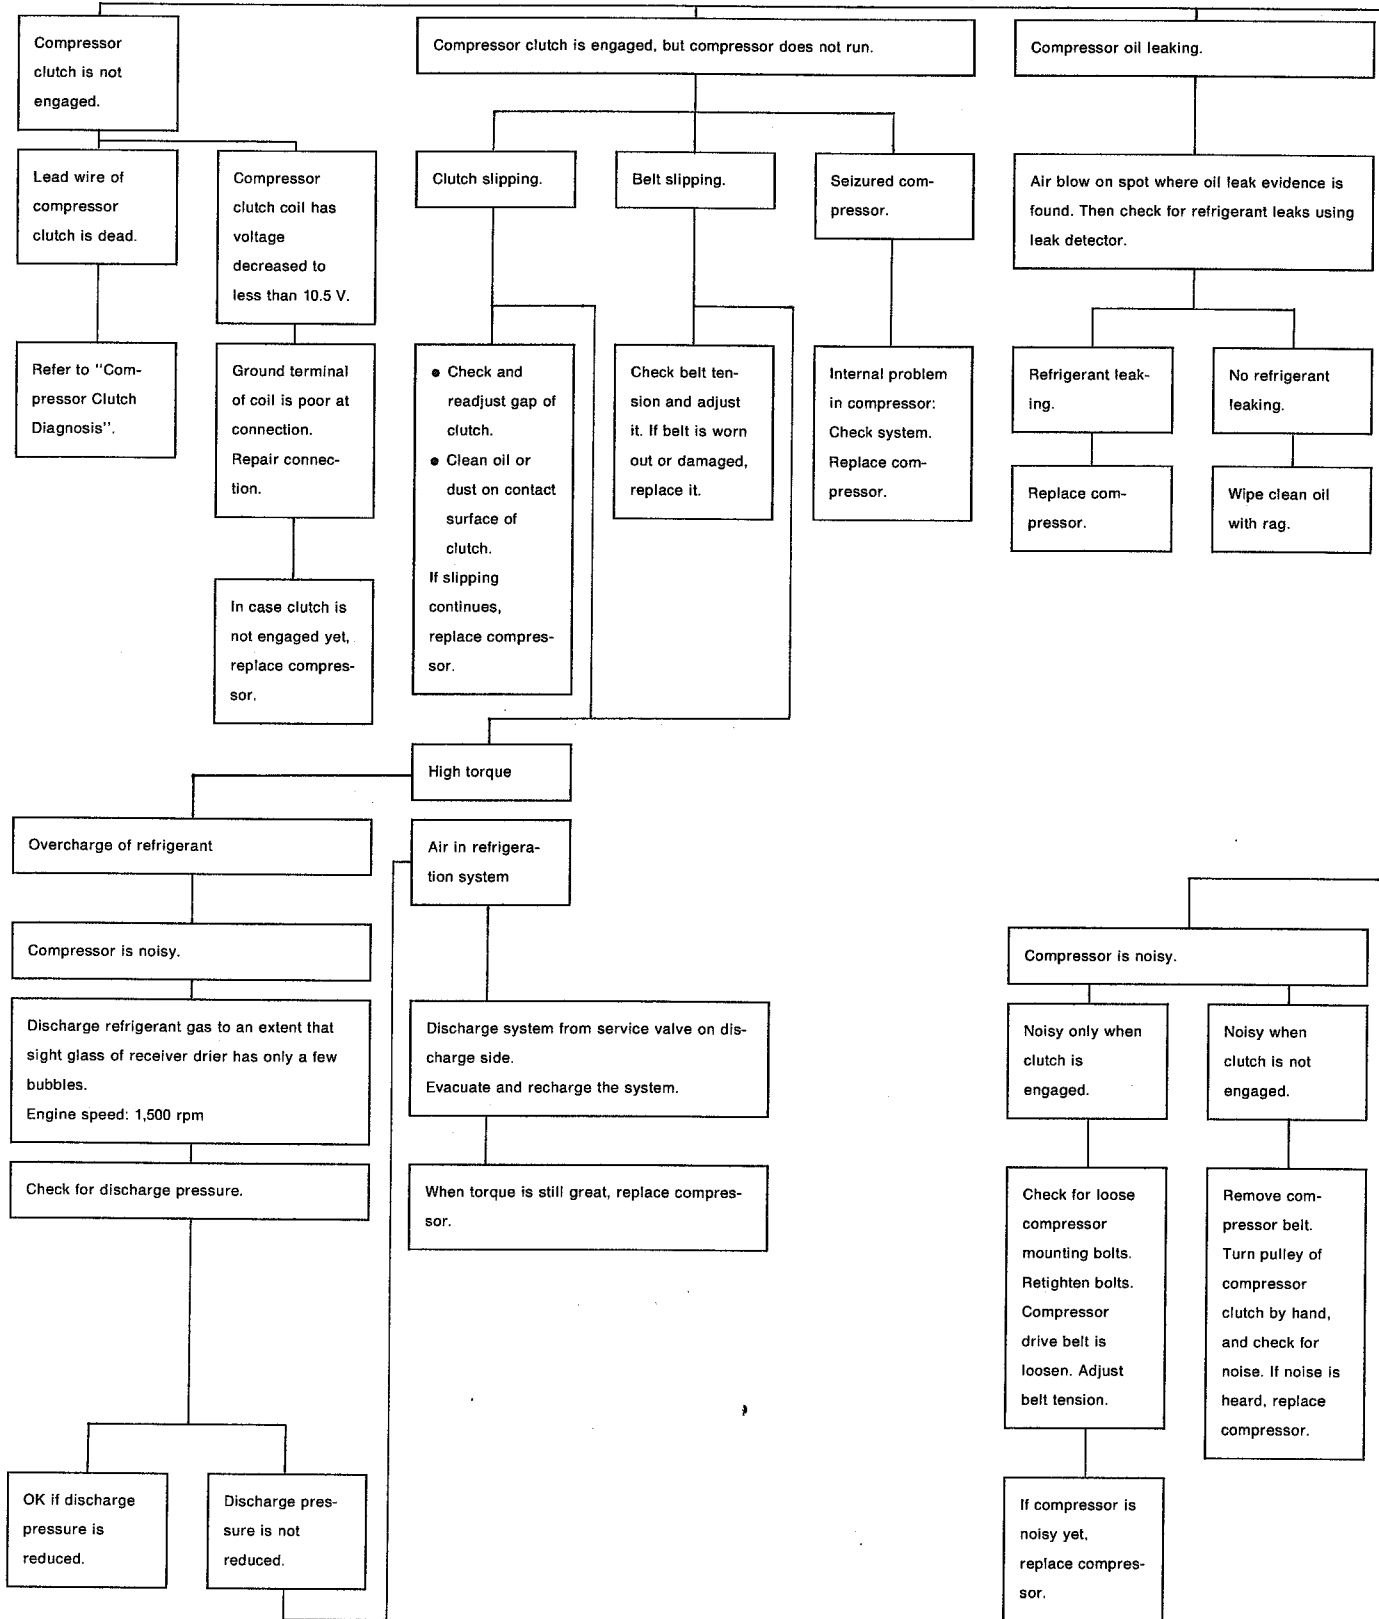 Compressor
clutch is not
engaged.
Compressor clutch is engaged, but compressor does not run.
Compressor oil leaking.
Lead wire of
compressor
clutch is dead.
Compressor
clutch coil has
voltage
decreased to
less than 10.5 V.
Clutch slipping.
Belt slipping.
Seizured com-
pressor.
Air blow on spot where oil leak evidence is
found. Then check for refrigerant leaks using
leak detector.
Refer to "Com-
pressor Clutch
Diagnosis".
Ground terminal
of coil is poor at
connection.
Repair connec-
tion.
● Check and
readjust gap of
clutch.
● Clean oil or
dust on contact
surface of
clutch.
If slipping
continues,
replace compres-
sor.
Check belt ten-
sion and adjust
it. If belt is worn
out or damaged,
replace it.
Internal problem
in compressor:
Check system.
Replace com-
pressor.
Refrigerant leak-
ing.
No refrigerant
leaking.
Replace com-
pressor.
Wipe clean oil
with rag.
In case clutch is
not engaged yet,
replace compres-
sor.
High torque
Overcharge of refrigerant
Air in refrigera-
tion system
Compressor is noisy.
Compressor is noisy.
Discharge refrigerant gas to an extent that
sight glass of receiver drier has only a few
bubbles.
Engine speed: 1,500 rpm
Discharge system from service valve on dis-
charge side.
Evacuate and recharge the system.
Noisy only when
clutch is
engaged.
Noisy when
clutch is not
engaged.
Check for discharge pressure.
When torque is still great, replace compres-
sor.
Check for loose
compressor
mounting bolts.
Retighten bolts.
Compressor
drive belt is
loosen. Adjust
belt tension.
Remove com-
pressor belt.
Turn pulley of
compressor
clutch by hand,
and check for
noise. If noise is
heard, replace
compressor.
OK if discharge
pressure is
reduced.
Discharge pres-
sure is not
reduced.
If compressor is
noisy yet,
replace compres-
sor.